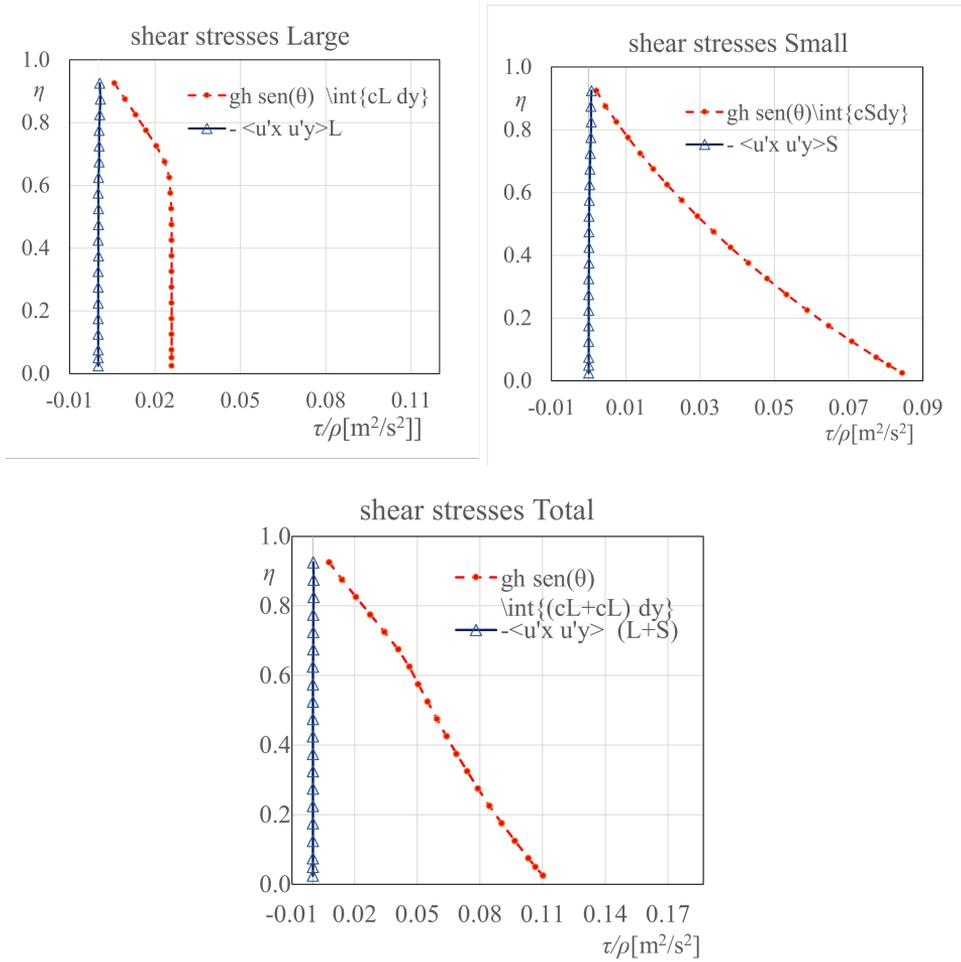 shear stresses Large
1.0
η
0.8
0.6
0.4
0.2
0.0
gh sen(θ) \int{cL dy}
- <u'x u'y>L
-0.01 0.02 0.05 0.08 0.11
τ/ρ[m²/s²]]
shear stresses Small
1.0
η
0.8
0.6
0.4
0.2
0.0
gh sen(θ)\int{cSdy}
- <u'x u'y>S
-0.01 0.01 0.03 0.05 0.07 0.09
τ/ρ[m²/s²]
shear stresses Total
1.0
η
0.8
0.6
0.4
0.2
0.0
gh sen(θ)
\int{(cL+cL) dy}
-<u'x u'y> (L+S)
-0.01 0.02 0.05 0.08 0.11 0.14 0.17
τ/ρ[m²/s²]